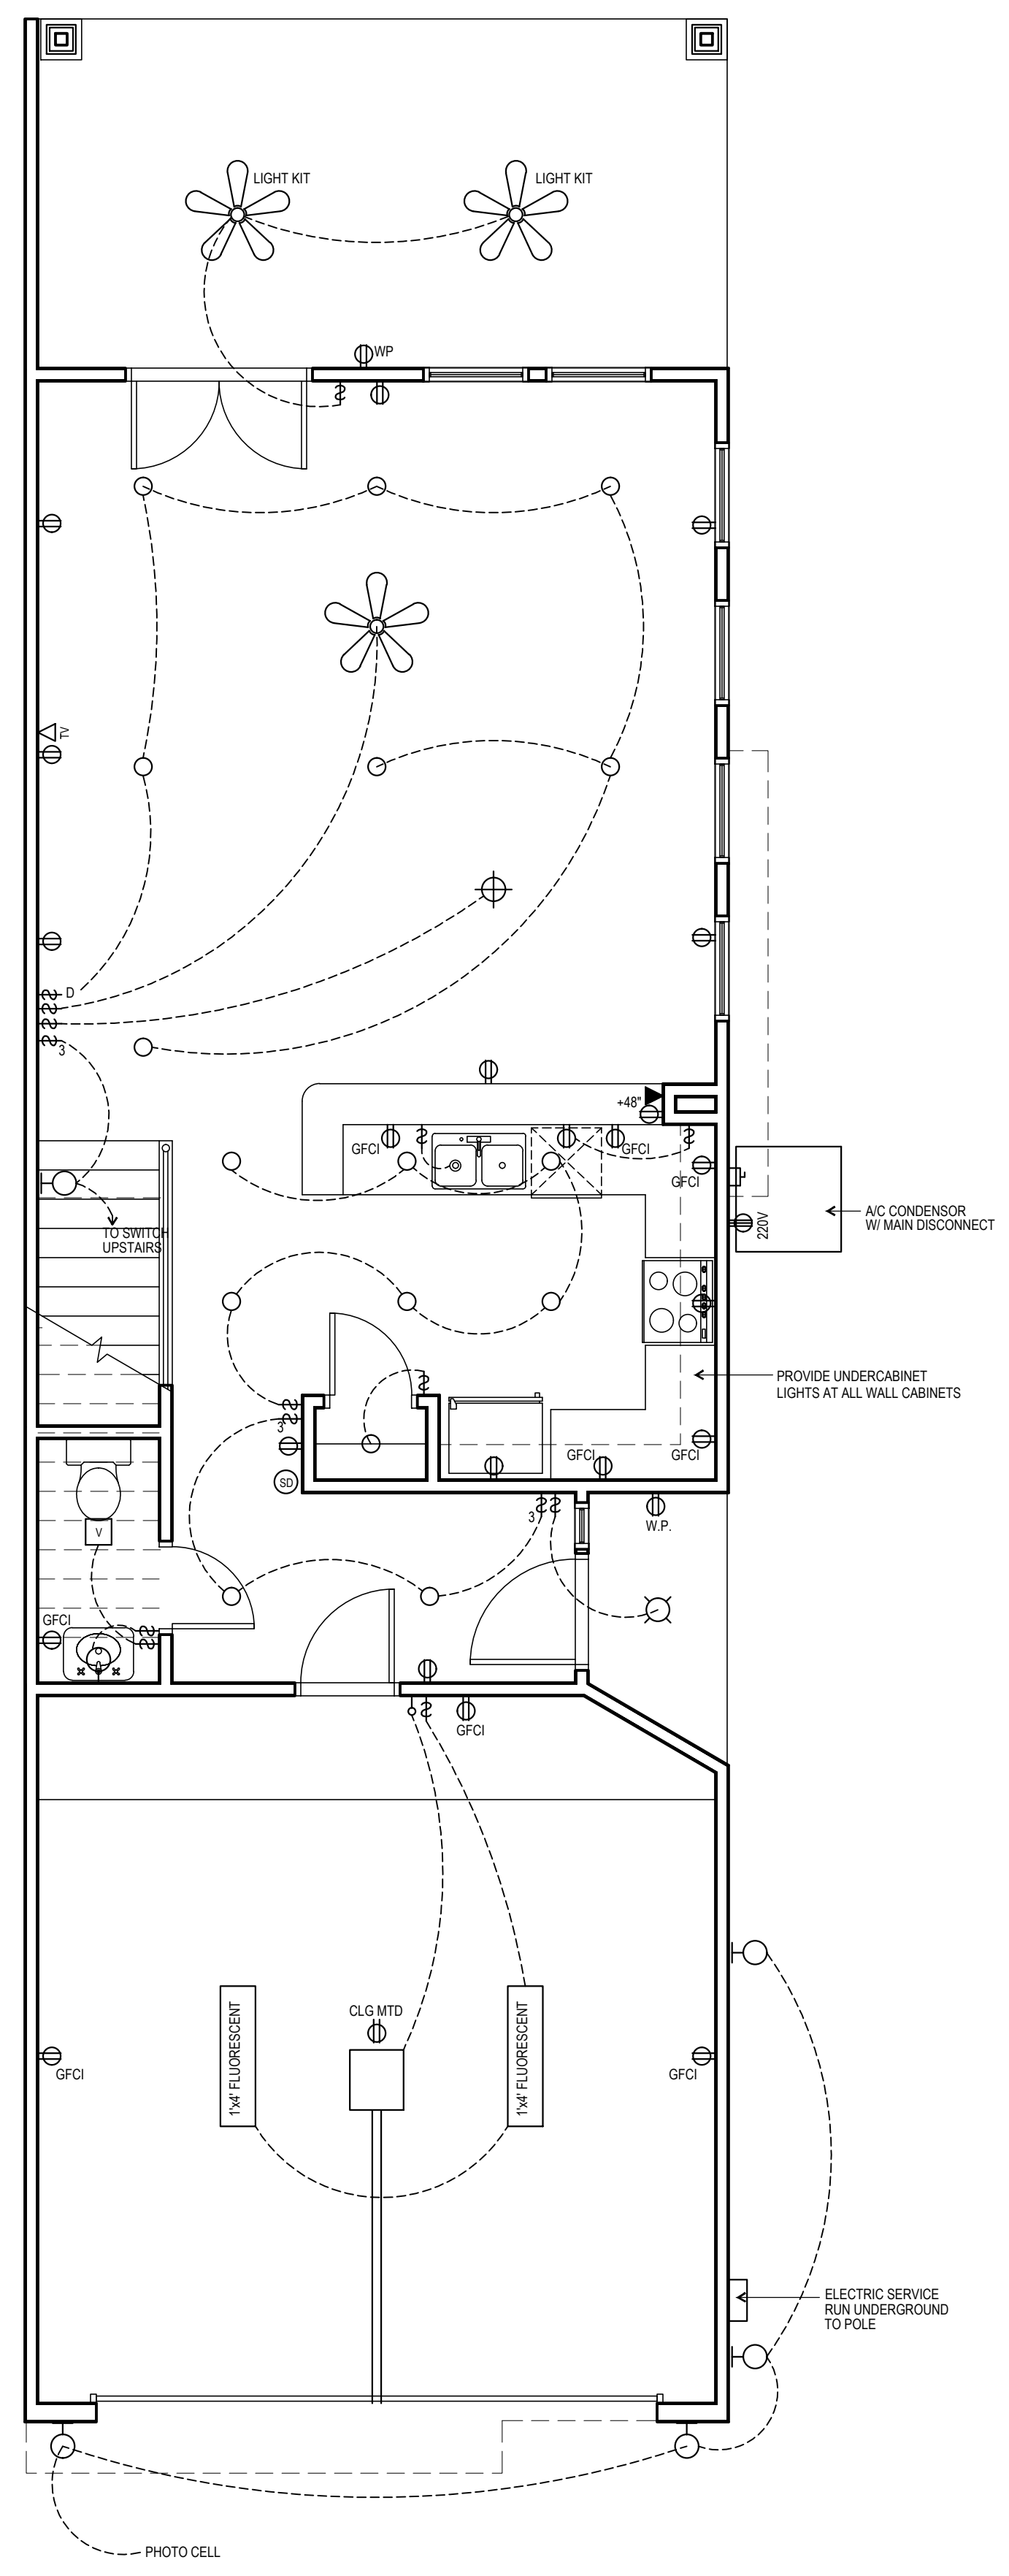 LIGHT KIT
LIGHT KIT
WP
TV
D
3
+48"
GFCI
GFCI
GFCI
TO SWITCH
UPSTAIRS
220V
A/C CONDENSOR
W/ MAIN DISCONNECT
PROVIDE UNDERCABINET
LIGHTS AT ALL WALL CABINETS
3
GFCI
GFCI
SD
3
W.P.
V
GFCI
GFCI
CLG MTD
1'x4' FLUORESCENT
1'x4' FLUORESCENT
GFCI
GFCI
ELECTRIC SERVICE
RUN UNDERGROUND
TO POLE
PHOTO CELL